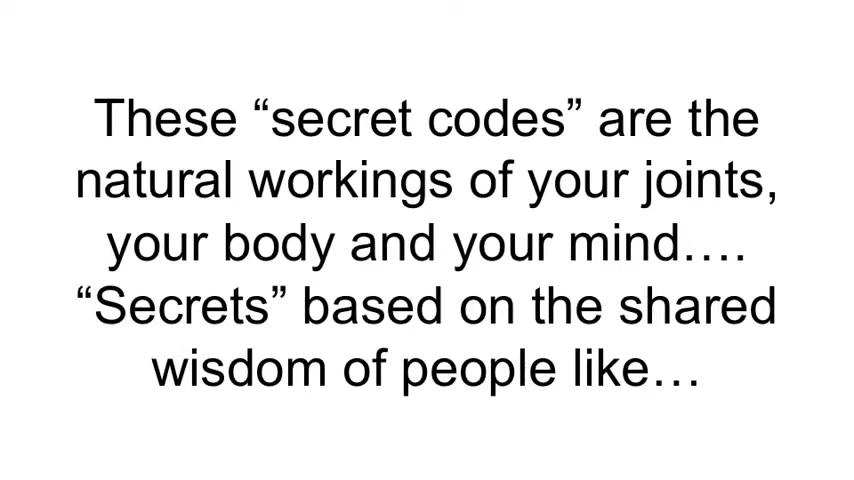 These “secret codes” are the
natural workings of your joints,
your body and your mind….
“Secrets” based on the shared
wisdom of people like…